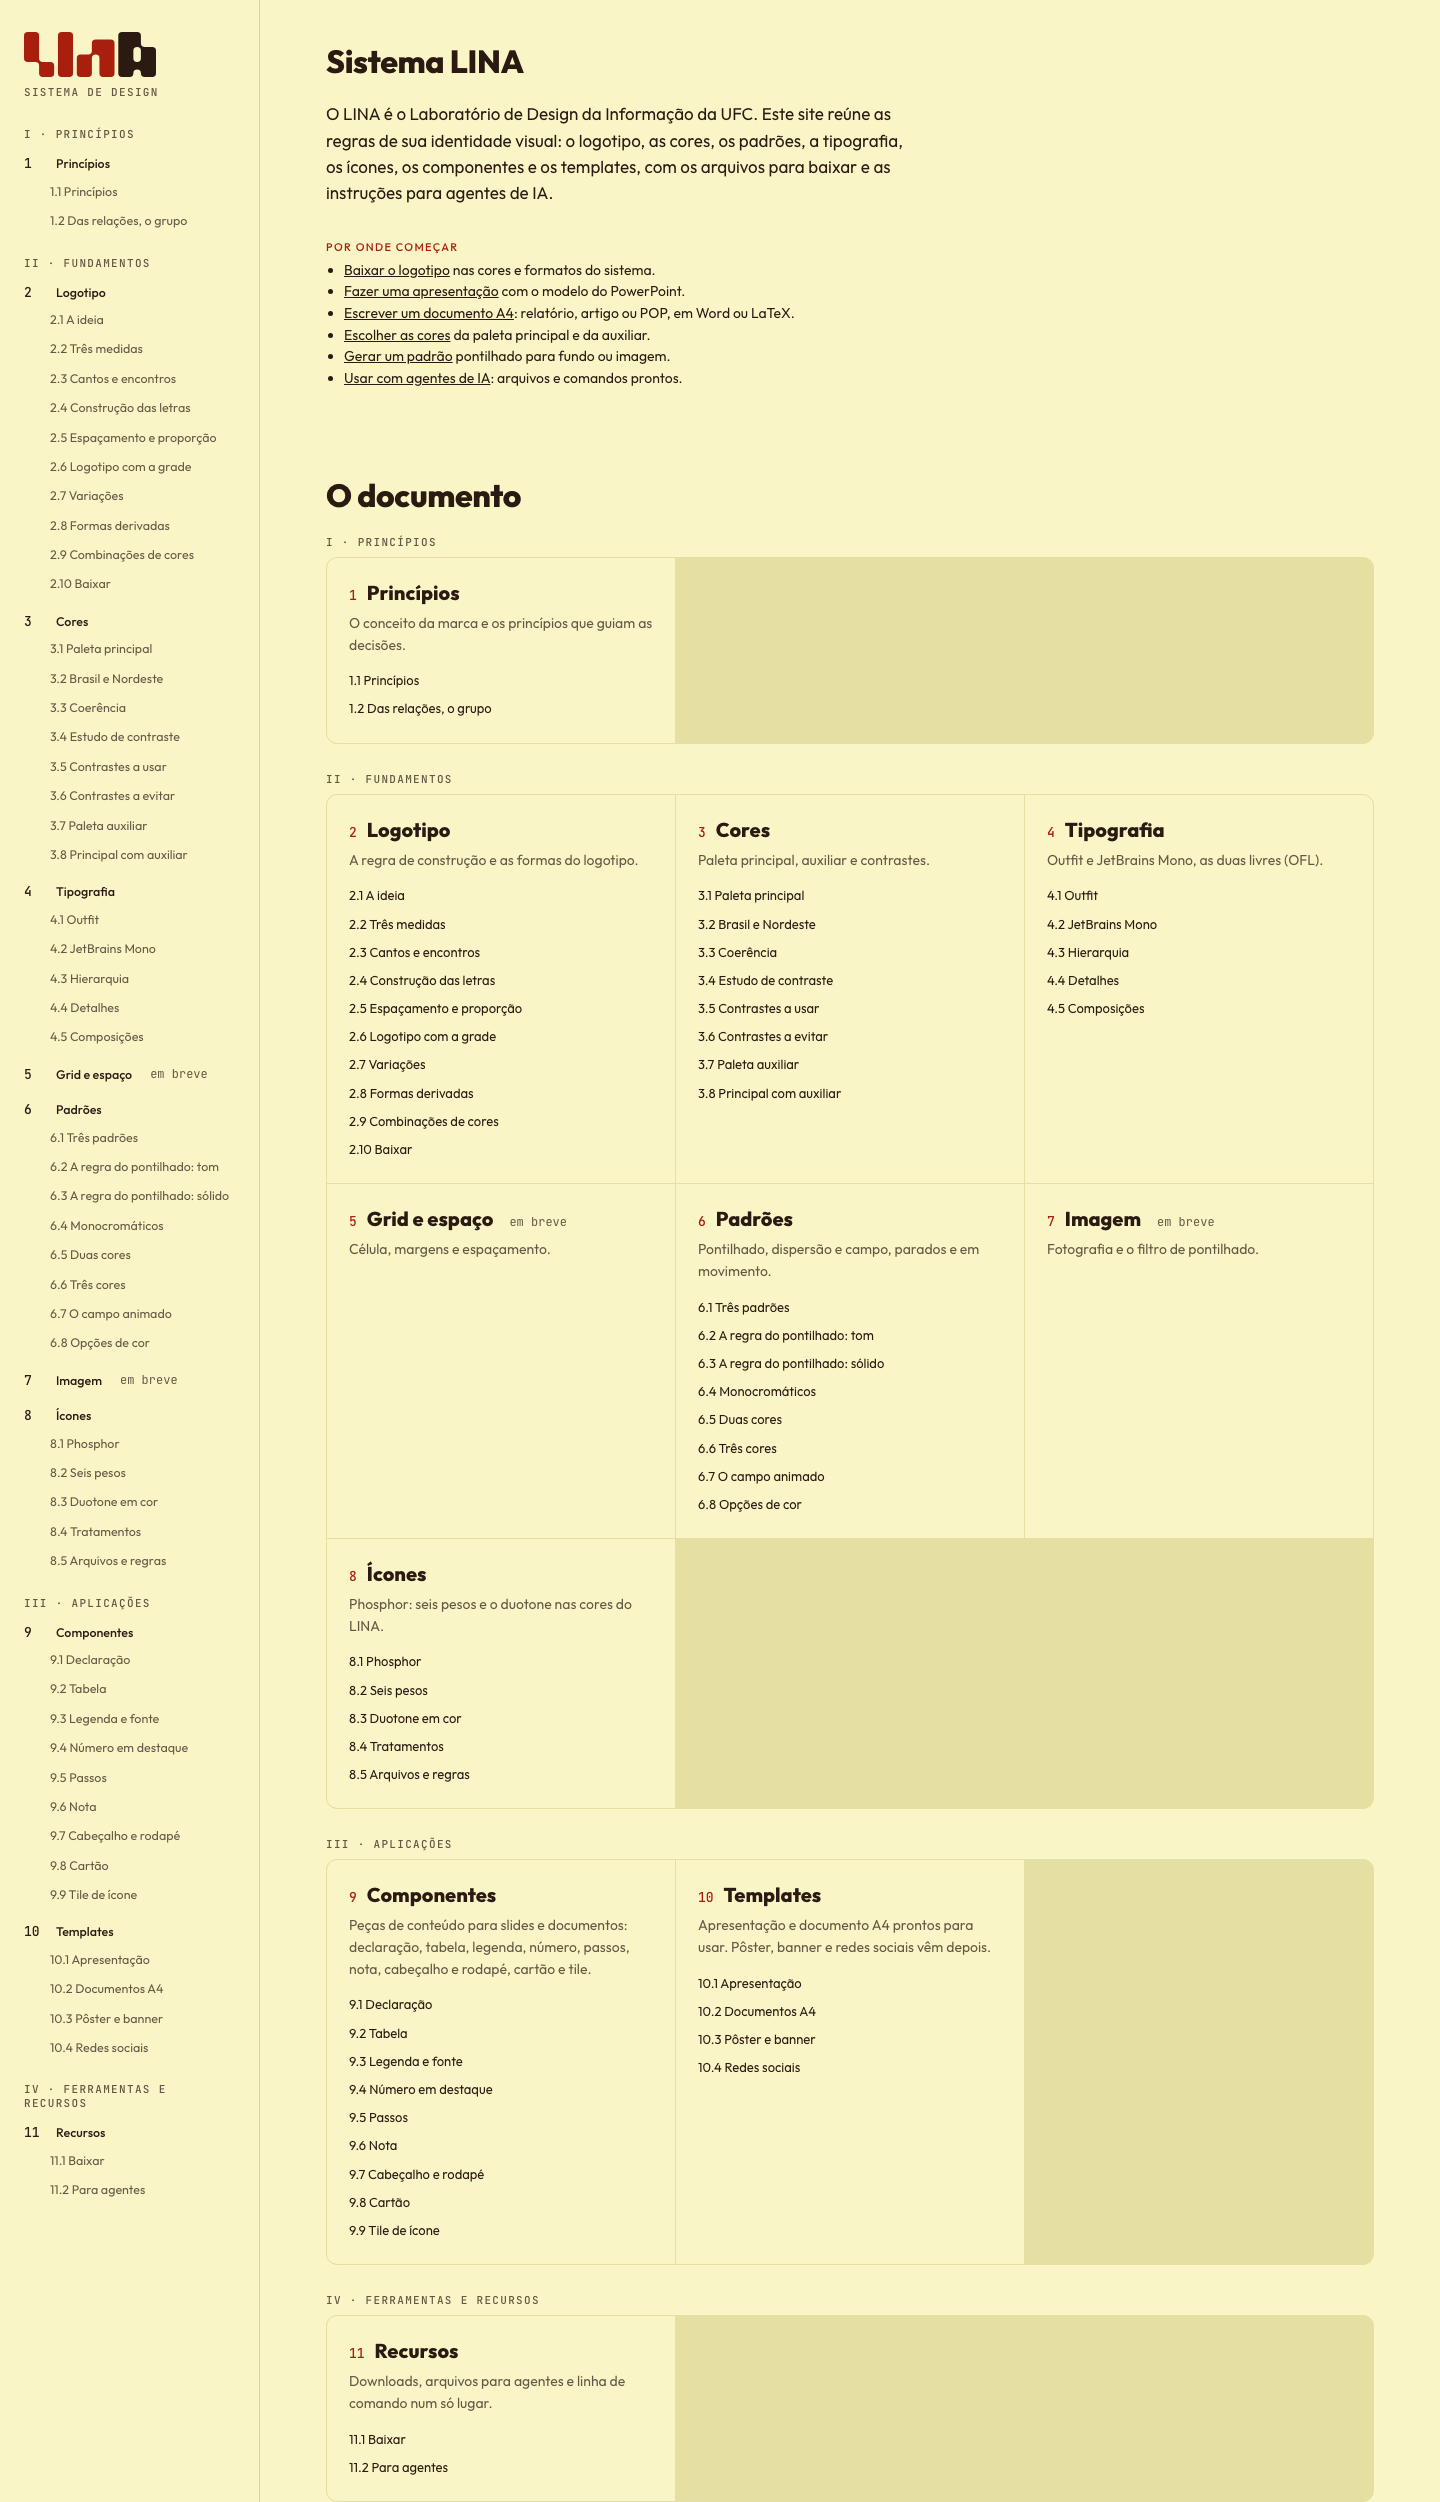 LINA
SISTEMA DE DESIGN
I · PRINCÍPIOS
1 Princípios
1.1 Princípios
1.2 Das relações, o grupo
II · FUNDAMENTOS
2 Logotipo
2.1 A ideia
2.2 Três medidas
2.3 Cantos e encontros
2.4 Construção das letras
2.5 Espaçamento e proporção
2.6 Logotipo com a grade
2.7 Variações
2.8 Formas derivadas
2.9 Combinações de cores
2.10 Baixar
3 Cores
3.1 Paleta principal
3.2 Brasil e Nordeste
3.3 Coerência
3.4 Estudo de contraste
3.5 Contrastes a usar
3.6 Contrastes a evitar
3.7 Paleta auxiliar
3.8 Principal com auxiliar
4 Tipografia
4.1 Outfit
4.2 JetBrains Mono
4.3 Hierarquia
4.4 Detalhes
4.5 Composições
5 Grid e espaço em breve
6 Padrões
6.1 Três padrões
6.2 A regra do pontilhado: tom
6.3 A regra do pontilhado: sólido
6.4 Monocromáticos
6.5 Duas cores
6.6 Três cores
6.7 O campo animado
6.8 Opções de cor
7 Imagem em breve
8 Ícones
8.1 Phosphor
8.2 Seis pesos
8.3 Duotone em cor
8.4 Tratamentos
8.5 Arquivos e regras
III · APLICAÇÕES
9 Componentes
9.1 Declaração
9.2 Tabela
9.3 Legenda e fonte
9.4 Número em destaque
9.5 Passos
9.6 Nota
9.7 Cabeçalho e rodapé
9.8 Cartão
9.9 Tile de ícone
10 Templates
10.1 Apresentação
10.2 Documentos A4
10.3 Pôster e banner
10.4 Redes sociais
IV · FERRAMENTAS E
RECURSOS
11 Recursos
11.1 Baixar
11.2 Para agentes
Sistema LINA
O LINA é o Laboratório de Design da Informação da UFC. Este site reúne as
regras de sua identidade visual: o logotipo, as cores, os padrões, a tipografia,
os ícones, os componentes e os templates, com os arquivos para baixar e as
instruções para agentes de IA.
POR ONDE COMEÇAR
• Baixar o logotipo nas cores e formatos do sistema.
• Fazer uma apresentação com o modelo do PowerPoint.
• Escrever um documento A4: relatório, artigo ou POP, em Word ou LaTeX.
• Escolher as cores da paleta principal e da auxiliar.
• Gerar um padrão pontilhado para fundo ou imagem.
• Usar com agentes de IA: arquivos e comandos prontos.
O documento
I · PRINCÍPIOS
1 Princípios
O conceito da marca e os princípios que guiam as
decisões.
1.1 Princípios
1.2 Das relações, o grupo
II · FUNDAMENTOS
2 Logotipo
A regra de construção e as formas do logotipo.
2.1 A ideia
2.2 Três medidas
2.3 Cantos e encontros
2.4 Construção das letras
2.5 Espaçamento e proporção
2.6 Logotipo com a grade
2.7 Variações
2.8 Formas derivadas
2.9 Combinações de cores
2.10 Baixar
3 Cores
Paleta principal, auxiliar e contrastes.
3.1 Paleta principal
3.2 Brasil e Nordeste
3.3 Coerência
3.4 Estudo de contraste
3.5 Contrastes a usar
3.6 Contrastes a evitar
3.7 Paleta auxiliar
3.8 Principal com auxiliar
4 Tipografia
Outfit e JetBrains Mono, as duas livres (OFL).
4.1 Outfit
4.2 JetBrains Mono
4.3 Hierarquia
4.4 Detalhes
4.5 Composições
5 Grid e espaço em breve
Célula, margens e espaçamento.
6 Padrões
Pontilhado, dispersão e campo, parados e em
movimento.
6.1 Três padrões
6.2 A regra do pontilhado: tom
6.3 A regra do pontilhado: sólido
6.4 Monocromáticos
6.5 Duas cores
6.6 Três cores
6.7 O campo animado
6.8 Opções de cor
7 Imagem em breve
Fotografia e o filtro de pontilhado.
8 Ícones
Phosphor: seis pesos e o duotone nas cores do
LINA.
8.1 Phosphor
8.2 Seis pesos
8.3 Duotone em cor
8.4 Tratamentos
8.5 Arquivos e regras
III · APLICAÇÕES
9 Componentes
Peças de conteúdo para slides e documentos:
declaração, tabela, legenda, número, passos,
nota, cabeçalho e rodapé, cartão e tile.
9.1 Declaração
9.2 Tabela
9.3 Legenda e fonte
9.4 Número em destaque
9.5 Passos
9.6 Nota
9.7 Cabeçalho e rodapé
9.8 Cartão
9.9 Tile de ícone
10 Templates
Apresentação e documento A4 prontos para
usar. Pôster, banner e redes sociais vêm depois.
10.1 Apresentação
10.2 Documentos A4
10.3 Pôster e banner
10.4 Redes sociais
IV · FERRAMENTAS E RECURSOS
11 Recursos
Downloads, arquivos para agentes e linha de
comando num só lugar.
11.1 Baixar
11.2 Para agentes